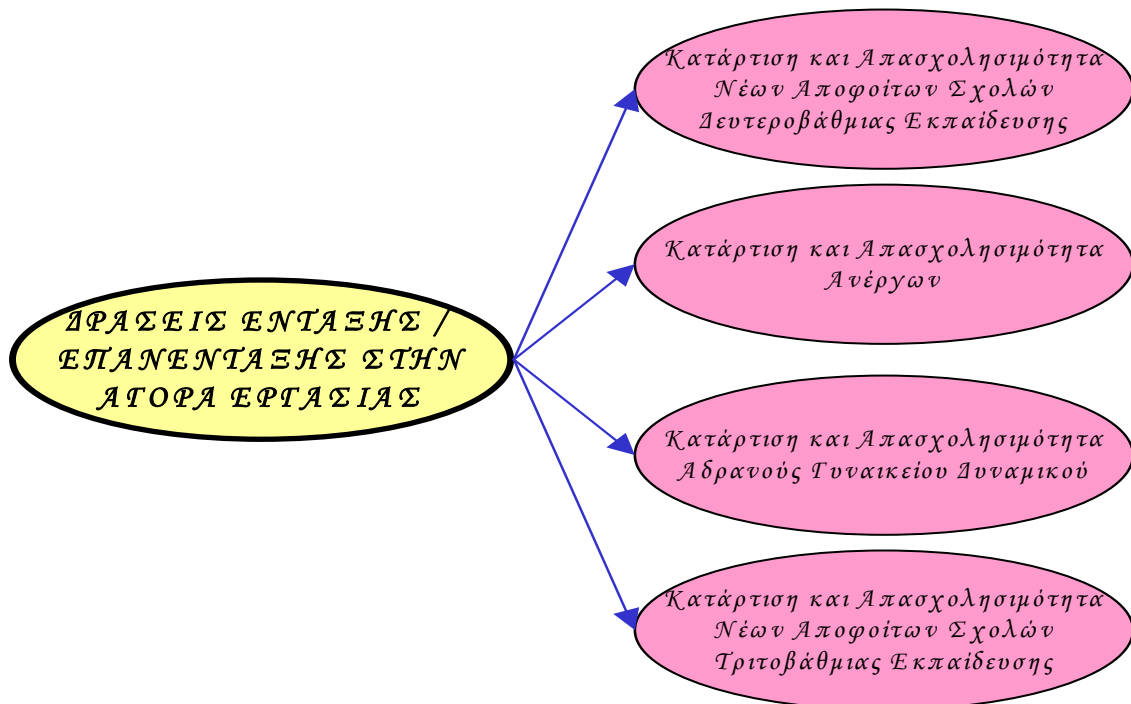 Κατάρτιση και Απασχολησιμότητα
Νέων Αποφοίτων Σχολών
Δευτεροβάθμιας Εκπαίδευσης
Κατάρτιση και Απασχολησιμότητα
Ανέργων
ΔΡΑΣΕΙΣ ΕΝΤΑΞΗΣ /
ΕΠΑΝΕΝΤΑΞΗΣ ΣΤΗΝ
ΑΓΟΡΑ ΕΡΓΑΣΙΑΣ
Κατάρτιση και Απασχολησιμότητα
Αδρανούς Γυναικείου Δυναμικού
Κατάρτιση και Απασχολησιμότητα
Νέων Αποφοίτων Σχολών
Τριτοβάθμιας Εκπαίδευσης